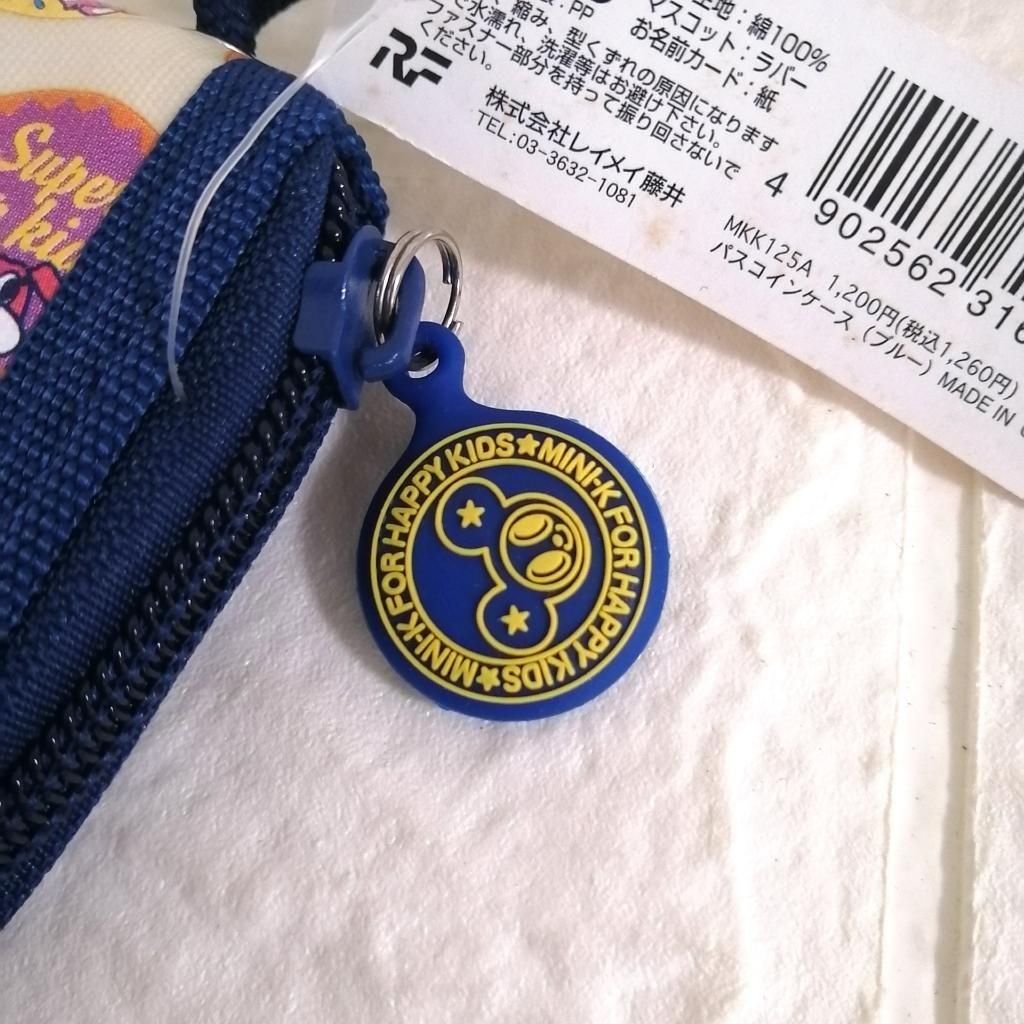 Super
PP
生地:綿100%
マスコット:ラバー
お名前カード:紙
縮み、型くずれの原因になります
水濡れ、洗濯等はお避け下さい。
ファスナー部分を持って振り回さないで
ください。
RF
株式会社レイメイ藤井
TEL:03-3632-1081
4 902562 316
MKK125A 1,200円(税込1,260円)
パスコインケース(ブルー) MADE IN
MINI-K FOR HAPPY KIDS★MINI-K FOR HAPPY KIDS★